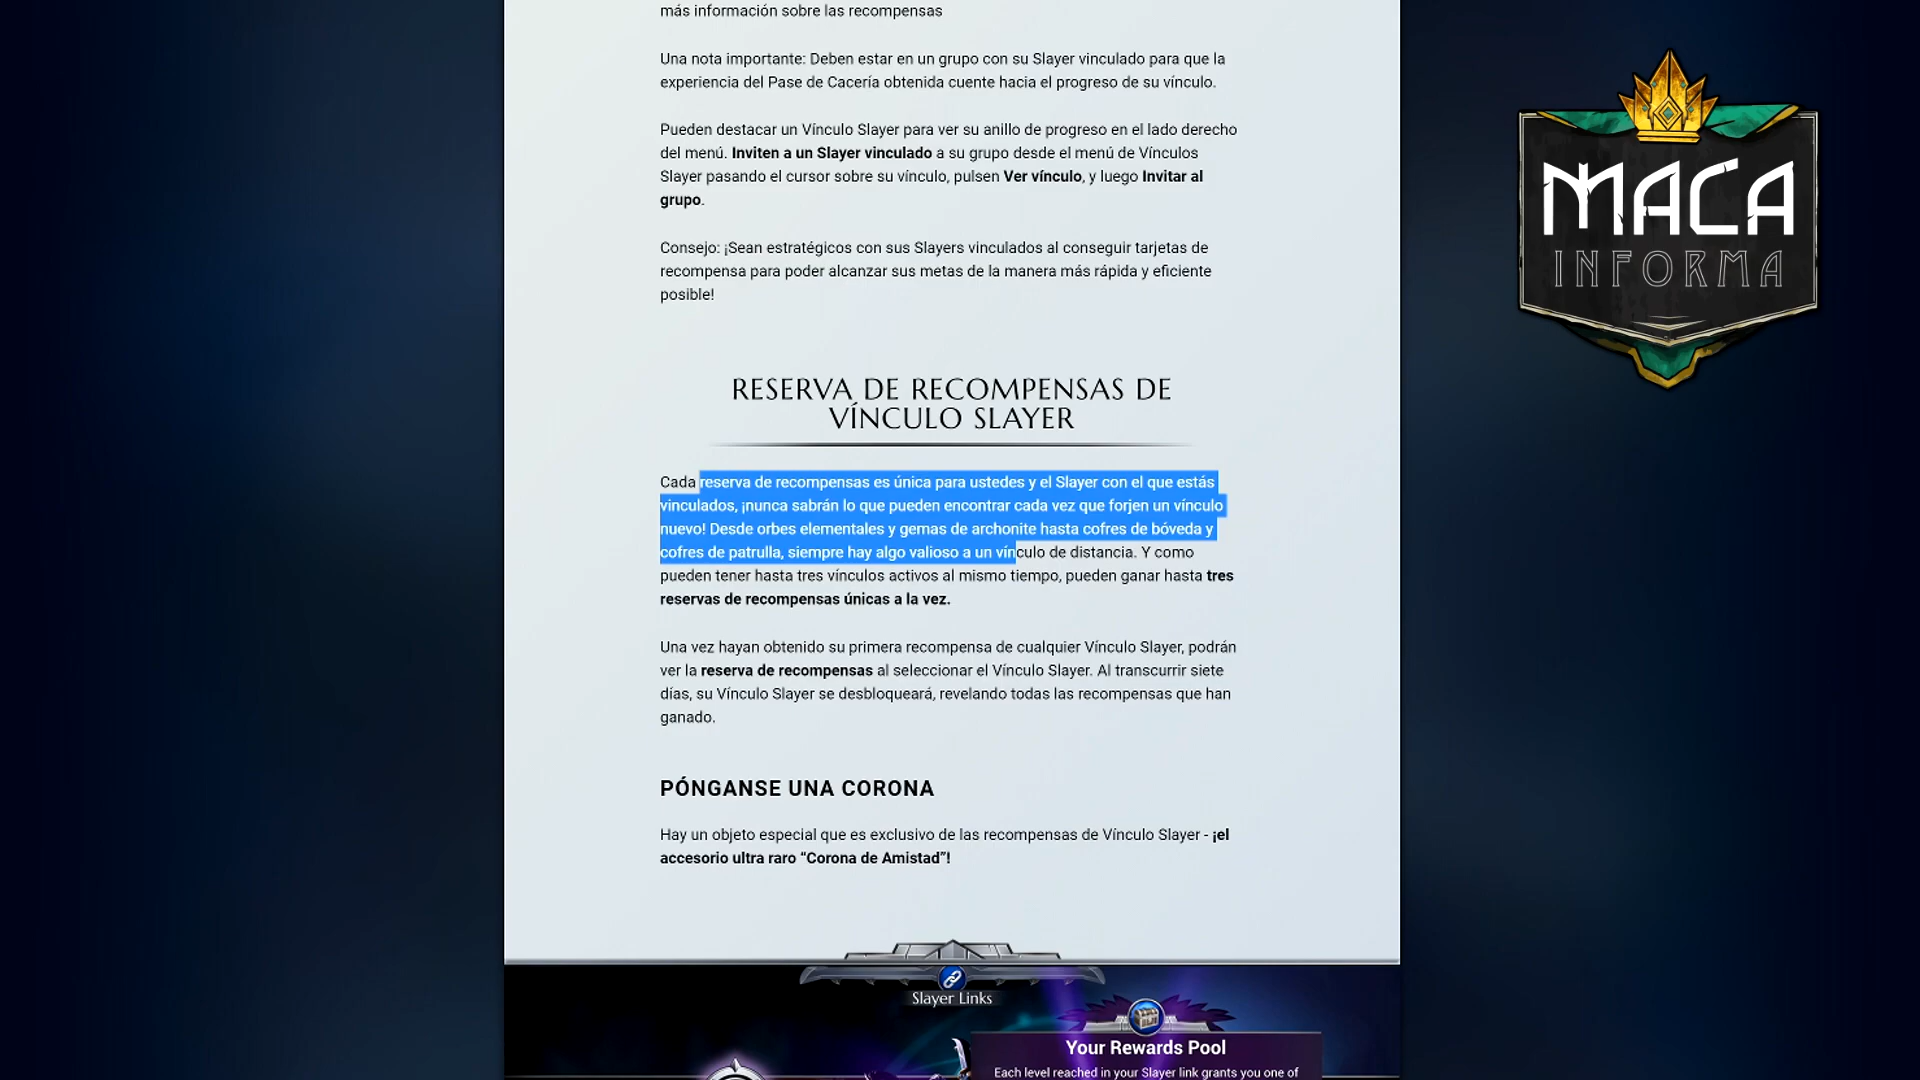 más información sobre las recompensas
Una nota importante: Deben estar en un grupo con su Slayer vinculado para que la
experiencia del Pase de Cacería obtenida cuente hacia el progreso de su vínculo.
Pueden destacar un Vínculo Slayer para ver su anillo de progreso en el lado derecho
del menú. Inviten a un Slayer vinculado a su grupo desde el menú de Vínculos
Slayer pasando el cursor sobre su vínculo, pulsen Ver vínculo, y luego Invitar al
grupo.
Consejo: ¡Sean estratégicos con sus Slayers vinculados al conseguir tarjetas de
recompensa para poder alcanzar sus metas de la manera más rápida y eficiente
posible!
RESERVA DE RECOMPENSAS DE
VÍNCULO SLAYER
Cada reserva de recompensas es única para ustedes y el Slayer con el que estás
vinculados, ¡nunca sabrán lo que pueden encontrar cada vez que forjen un vínculo
nuevo! Desde orbes elementales y gemas de archonite hasta cofres de bóveda y
cofres de patrulla, siempre hay algo valioso a un vínculo de distancia. Y como
pueden tener hasta tres vínculos activos al mismo tiempo, pueden ganar hasta tres
reservas de recompensas únicas a la vez.
Una vez hayan obtenido su primera recompensa de cualquier Vínculo Slayer, podrán
ver la reserva de recompensas al seleccionar el Vínculo Slayer. Al transcurrir siete
días, su Vínculo Slayer se desbloqueará, revelando todas las recompensas que han
ganado.
PÓNGANSE UNA CORONA
Hay un objeto especial que es exclusivo de las recompensas de Vínculo Slayer - ¡el
accesorio ultra raro “Corona de Amistad”!
Slayer Links
Your Rewards Pool
Each level reached in your Slayer link grants you one of
MACA
INFORMA